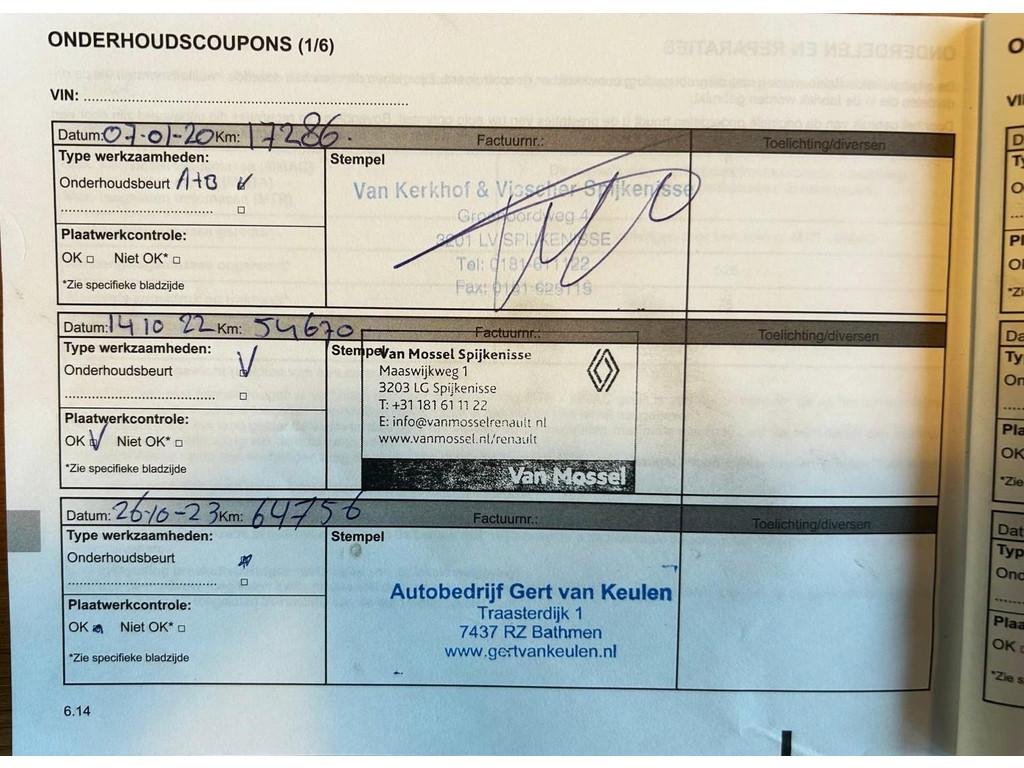 ONDERHOUDSCOUPONS (1/6)
VIN:
Datum: 07-01-20 Km: 17286. Factuurnr.: Toelichting/diversen
Type werkzaamheden: Stempel
Onderhoudsbeurt A+B
Van Kerkhof & Visscher Spijkenisse
Groenoordweg 4
3201 LV SPIJKENISSE
Tel: 0181-611122
Fax: 0181-629118
Plaatwerkcontrole:
OK Niet OK*
*Zie specifieke bladzijde
Datum: 14 10 22 Km: 54670 Factuurnr.: Toelichting/diversen
Type werkzaamheden: Stempel
Onderhoudsbeurt
Van Mossel Spijkenisse
Maaswijkweg 1
3203 LG Spijkenisse
T: +31 181 61 11 22
E: info@vanmosselrenault.nl
www.vanmossel.nl/renault
Van Mossel
Plaatwerkcontrole:
OK Niet OK*
*Zie specifieke bladzijde
Datum: 26-10-23 Km: 64756 Factuurnr.: Toelichting/diversen
Type werkzaamheden: Stempel
Onderhoudsbeurt
Autobedrijf Gert van Keulen
Traasterdijk 1
7437 RZ Bathmen
www.gertvankeulen.nl
Plaatwerkcontrole:
OK Niet OK*
*Zie specifieke bladzijde
6.14